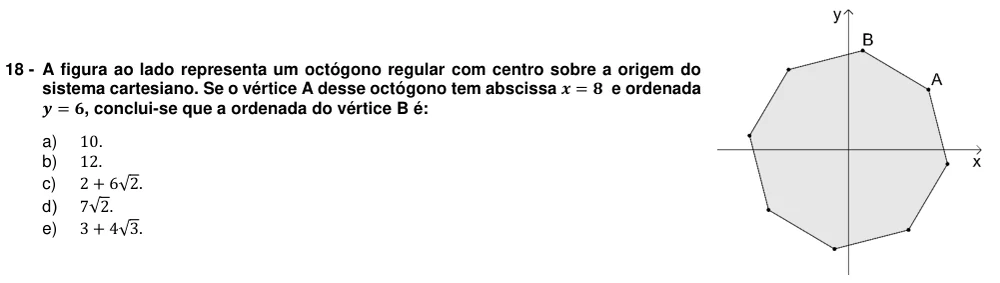 18 - A figura ao lado representa um octógono regular com centro sobre a origem do
sistema cartesiano. Se o vértice A desse octógono tem abscissa x = 8 e ordenada
y = 6, conclui-se que a ordenada do vértice B é:
a) 10.
b) 12.
c) 2 + 6√2.
d) 7√2.
e) 3 + 4√3.
y
B
A
x